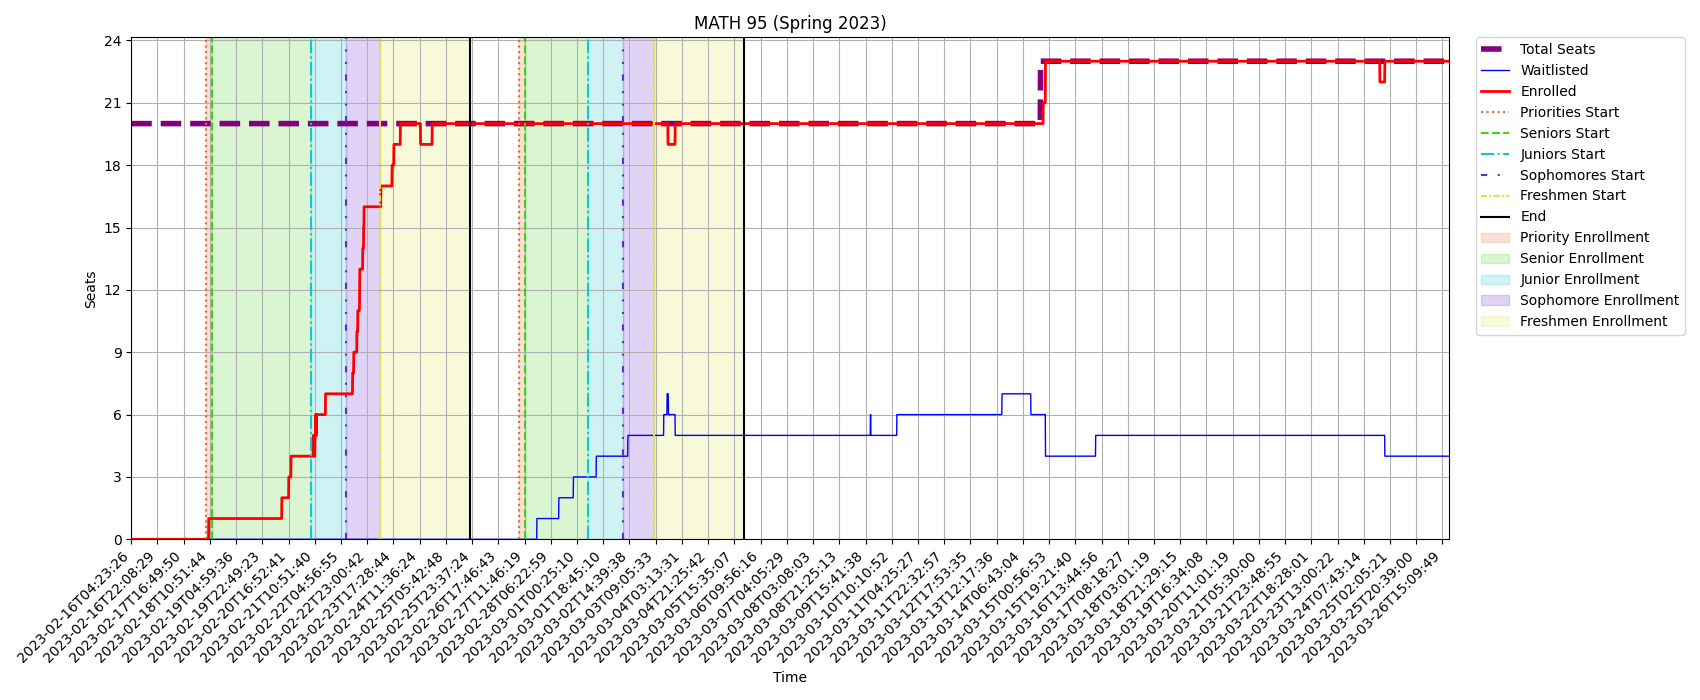 MATH 95 (Spring 2023)
24
21
18
15
12
9
6
3
0
Seats
2023-02-16T04:23:26
2023-02-16T22:08:29
2023-02-17T16:49:50
2023-02-18T10:51:44
2023-02-19T04:59:36
2023-02-19T22:49:23
2023-02-20T16:52:41
2023-02-21T10:51:40
2023-02-22T04:56:55
2023-02-22T23:00:42
2023-02-23T17:28:44
2023-02-24T11:36:24
2023-02-25T05:42:48
2023-02-25T23:37:24
2023-02-26T17:46:43
2023-02-27T11:46:19
2023-02-28T06:22:59
2023-03-01T00:25:10
2023-03-01T18:45:10
2023-03-02T14:39:38
2023-03-03T09:05:33
2023-03-04T03:13:31
2023-03-04T21:25:42
2023-03-05T15:35:07
2023-03-06T09:56:16
2023-03-07T04:05:29
2023-03-08T03:08:03
2023-03-08T21:25:13
2023-03-09T15:41:38
2023-03-10T10:10:52
2023-03-11T04:25:27
2023-03-11T22:32:57
2023-03-12T17:53:35
2023-03-13T12:17:36
2023-03-14T06:43:04
2023-03-15T00:56:53
2023-03-15T19:21:40
2023-03-16T13:44:56
2023-03-17T08:18:27
2023-03-18T03:01:19
2023-03-18T21:29:15
2023-03-19T16:34:08
2023-03-20T11:01:19
2023-03-21T05:30:00
2023-03-21T23:48:55
2023-03-22T18:28:01
2023-03-23T13:00:22
2023-03-24T07:43:14
2023-03-25T02:05:21
2023-03-25T20:39:00
2023-03-26T15:09:49
Time
Total Seats
Waitlisted
Enrolled
Priorities Start
Seniors Start
Juniors Start
Sophomores Start
Freshmen Start
End
Priority Enrollment
Senior Enrollment
Junior Enrollment
Sophomore Enrollment
Freshmen Enrollment